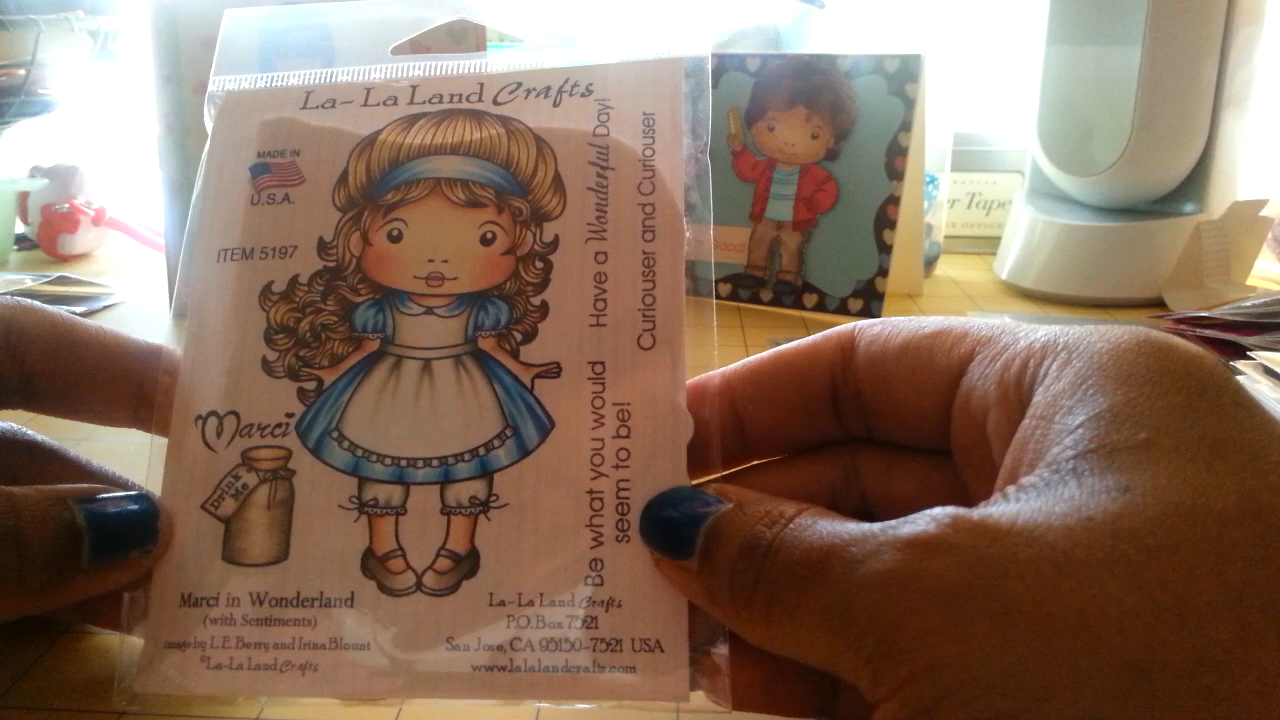 La-La Land Crafts
MADE IN
U.S.A.
ITEM 5197
Have a Wonderful Day!
Curiouser and Curiouser
Be what you would
seem to be!
Marci
Drink
Me
Marci in Wonderland
(with Sentiments)
image by L.E. Berry and Irina Blount
©La-La Land Crafts
La-La Land Crafts
P.O. Box 7521
San Jose, CA 95150-7521 USA
www.lalalandcrafts.com
Tape